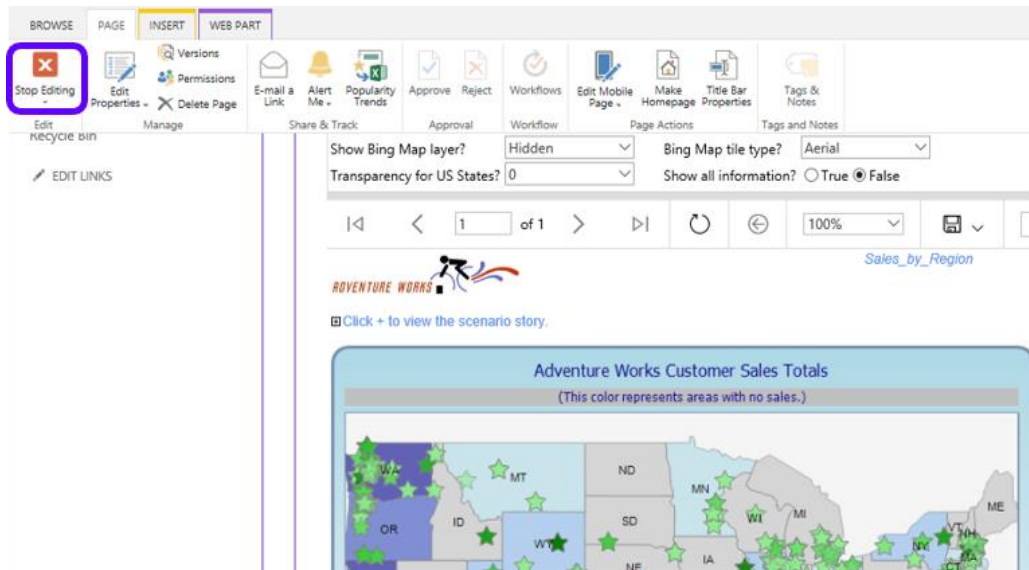 BROWSE PAGE INSERT WEB PART
Stop Editing
Edit Properties
Versions
Permissions
Delete Page
E-mail a Link
Alert Me
Popularity Trends
Approve
Reject
Workflows
Edit Mobile Page
Make Homepage
Title Bar Properties
Tags & Notes
Edit Manage Share & Track Approval Workflow Page Actions Tags and Notes
Recycle Bin
EDIT LINKS
Show Bing Map layer? Hidden Bing Map tile type? Aerial
Transparency for US States? 0 Show all information? True False
1 of 1 100%
Sales_by_Region
ADVENTURE WORKS
Click + to view the scenario story.
Adventure Works Customer Sales Totals
(This color represents areas with no sales.)
WA MT ND MN ME
OR ID SD WI MI VT NH
WY NE IA NY MA
CT